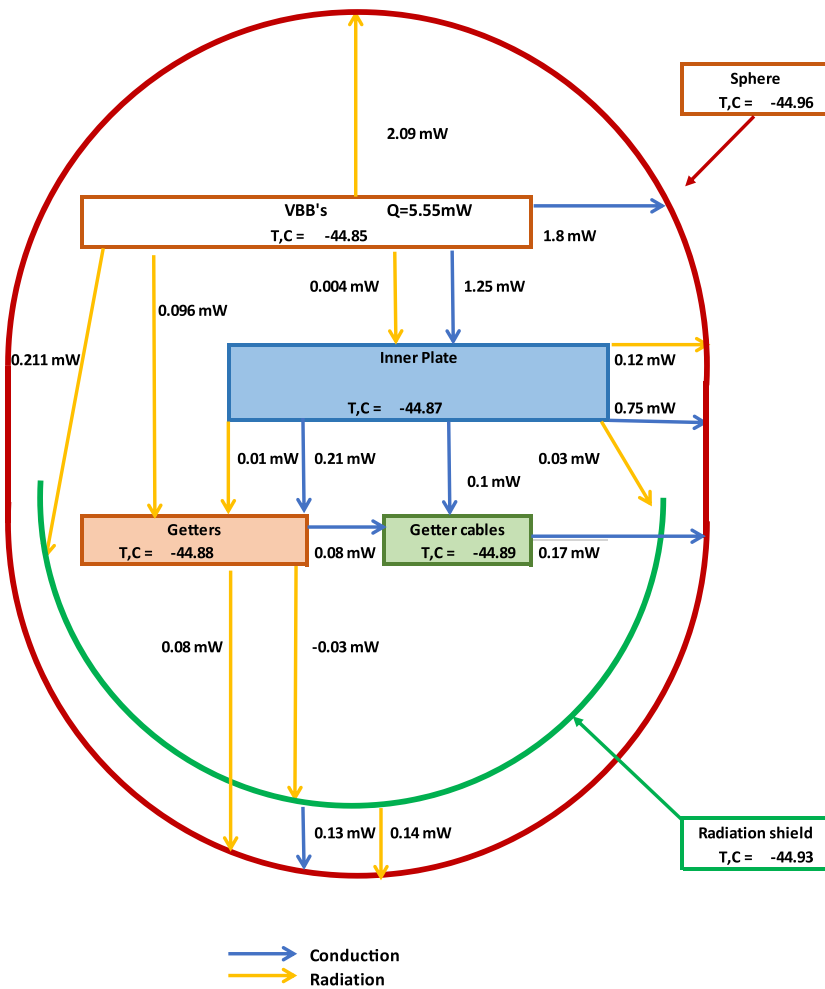 Sphere
T,C = -44.96
2.09 mW
VBB's Q=5.55mW
T,C = -44.85
1.8 mW
0.004 mW
1.25 mW
0.096 mW
0.211 mW
Inner Plate
T,C = -44.87
0.12 mW
0.75 mW
0.01 mW
0.21 mW
0.1 mW
0.03 mW
Getters
T,C = -44.88
0.08 mW
Getter cables
T,C = -44.89
0.17 mW
0.08 mW
-0.03 mW
0.13 mW
0.14 mW
Radiation shield
T,C = -44.93
Conduction
Radiation